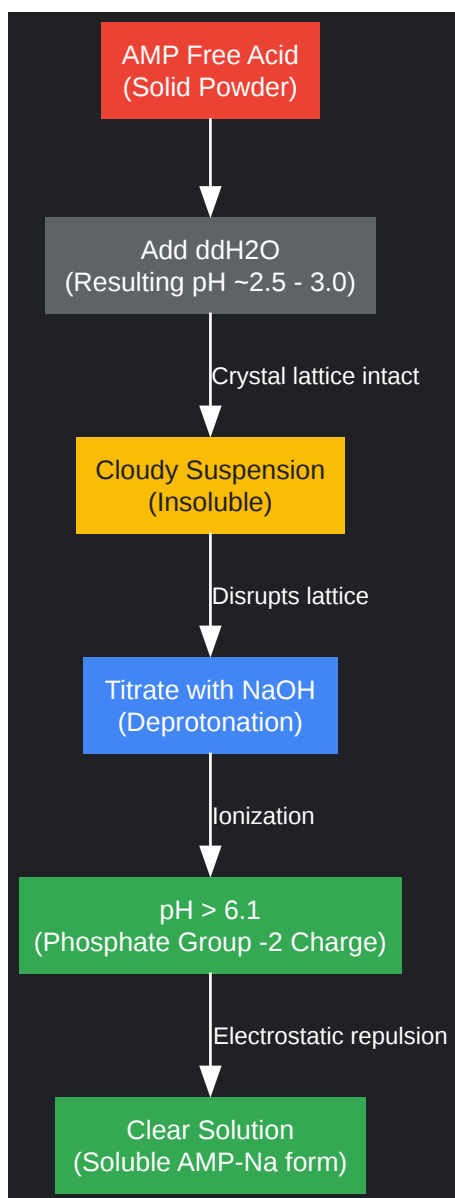 AMP Free Acid
(Solid Powder)
Add ddH2O
(Resulting pH ~2.5 - 3.0)
Crystal lattice intact
Cloudy Suspension
(Insoluble)
Disrupts lattice
Titrate with NaOH
(Deprotonation)
Ionization
pH > 6.1
(Phosphate Group -2 Charge)
Electrostatic repulsion
Clear Solution
(Soluble AMP-Na form)